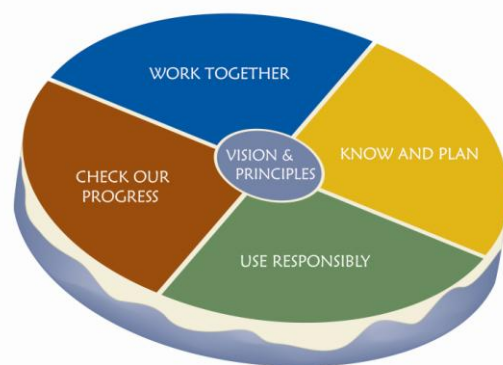 WORK TOGETHER
KNOW AND PLAN
VISION &
PRINCIPLES
CHECK OUR
PROGRESS
USE RESPONSIBLY